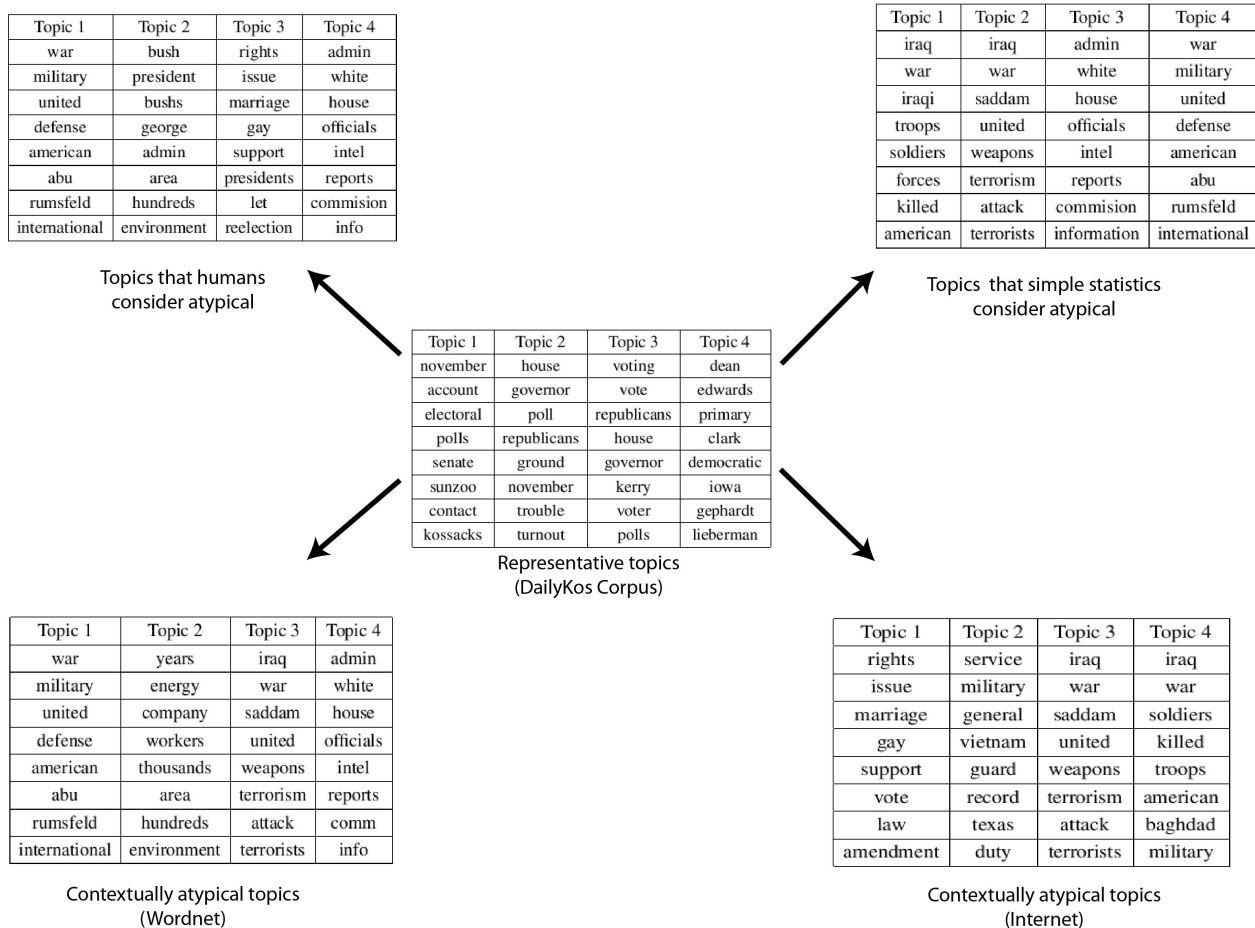 Topic 1 Topic 2 Topic 3 Topic 4
war bush rights admin
military president issue white
united bushs marriage house
defense george gay officials
american admin support intel
abu area presidents reports
rumsfeld hundreds let commision
international environment reelection info
Topics that humans
consider atypical
Topic 1 Topic 2 Topic 3 Topic 4
iraq iraq admin war
war war white military
iraqi saddam house united
troops united officials defense
soldiers weapons intel american
forces terrorism reports abu
killed attack commision rumsfeld
american terrorists information international
Topics that simple statistics
consider atypical
Topic 1 Topic 2 Topic 3 Topic 4
november house voting dean
account governor vote edwards
electoral poll republicans primary
polls republicans house clark
senate ground governor democratic
sunzoo november kerry iowa
contact trouble voter gephardt
kossacks turnout polls lieberman
Representative topics
(DailyKos Corpus)
Topic 1 Topic 2 Topic 3 Topic 4
war years iraq admin
military energy war white
united company saddam house
defense workers united officials
american thousands weapons intel
abu area terrorism reports
rumsfeld hundreds attack comm
international environment terrorists info
Contextually atypical topics
(Wordnet)
Topic 1 Topic 2 Topic 3 Topic 4
rights service iraq iraq
issue military war war
marriage general saddam soldiers
gay vietnam united killed
support guard weapons troops
vote record terrorism american
law texas attack baghdad
amendment duty terrorists military
Contextually atypical topics
(Internet)